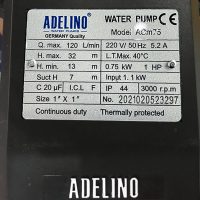 ADELINO
WATER PUMPS
GERMANY Quality
WATER PUMP CE
Model ACm75
Q. max. 120 L/min 220 V/ 50 Hz 5.2 A
H. max. 32 m L.T.Max. 40°C
H. min. 13 m 0.75 kW 1 HP
Suct H 7 m Input 1.1 kW
C 20 µF I.C.L F IP 44 3000 r.p.m
Size 1" X 1" No 2021020523297
Continuous duty Thermally protected
ADELINO